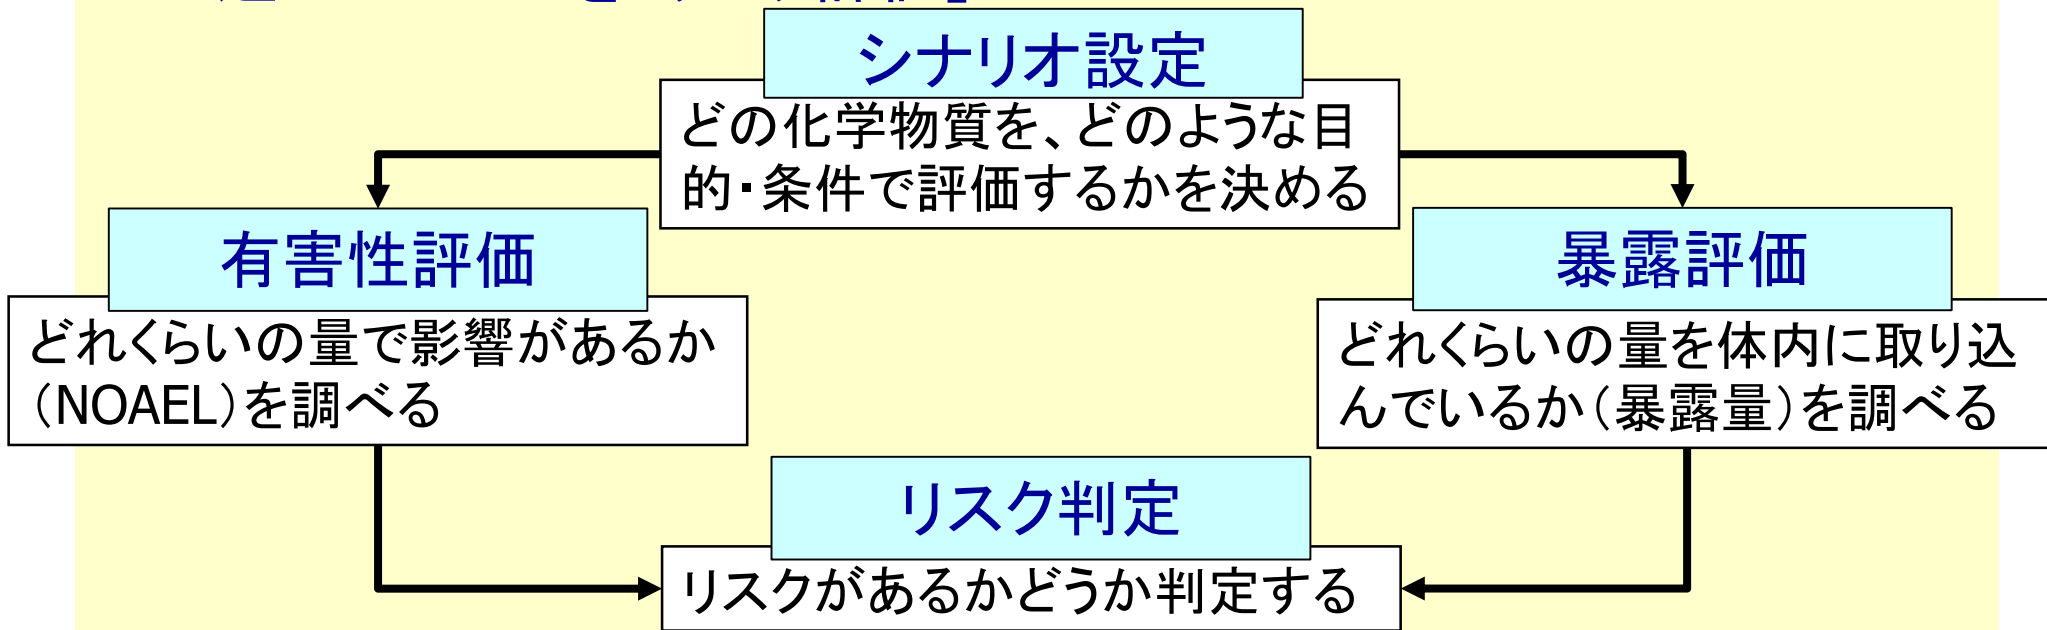 シナリオ設定
どの化学物質を、どのような目
的・条件で評価するかを決める
有害性評価
どれくらいの量で影響があるか
（NOAEL）を調べる
暴露評価
どれくらいの量を体内に取り込
んでいるか（暴露量）を調べる
リスク判定
リスクがあるかどうか判定する